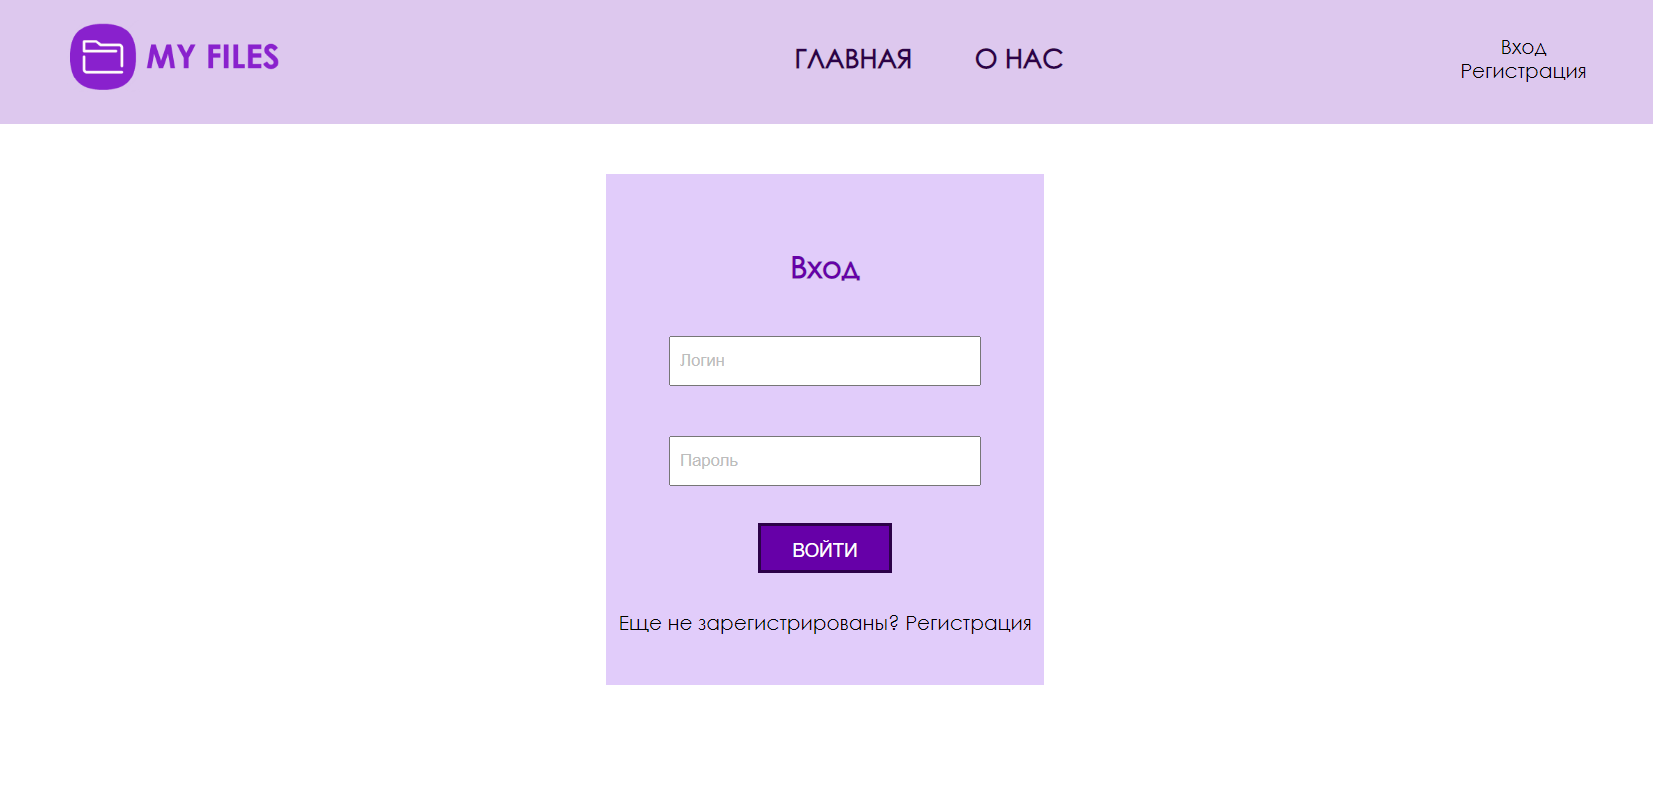 MY FILES
ГЛАВНАЯ О НАС
Вход
Регистрация
Вход
Логин
Пароль
ВОЙТИ
Еще не зарегистрированы? Регистрация